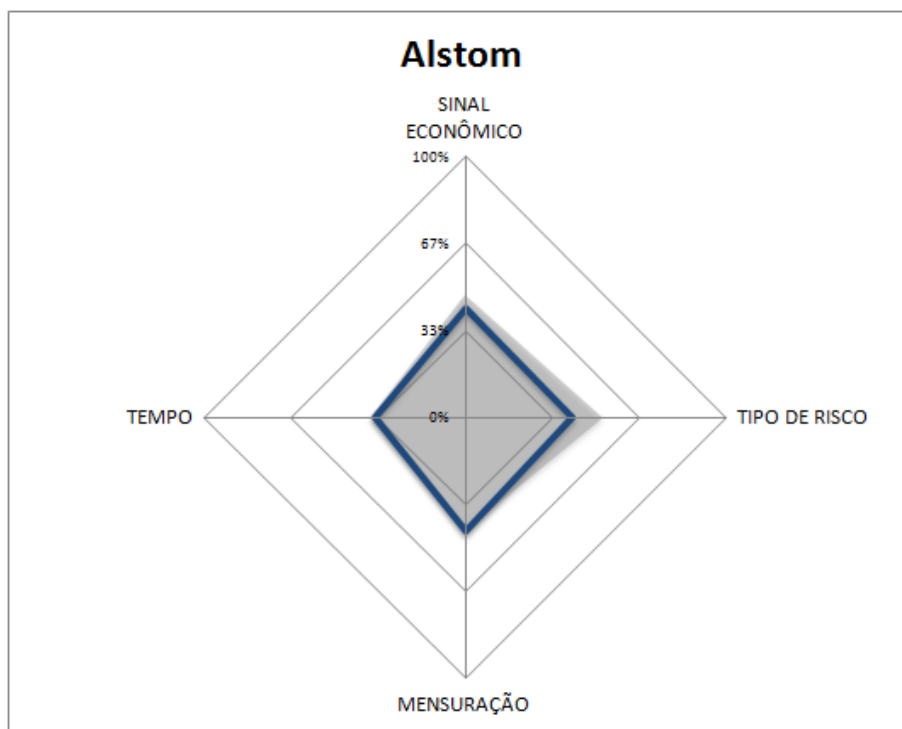 Alstom
SINAL
ECONÔMICO
100%
67%
33%
TEMPO
0%
TIPO DE RISCO
MENSURAÇÃO